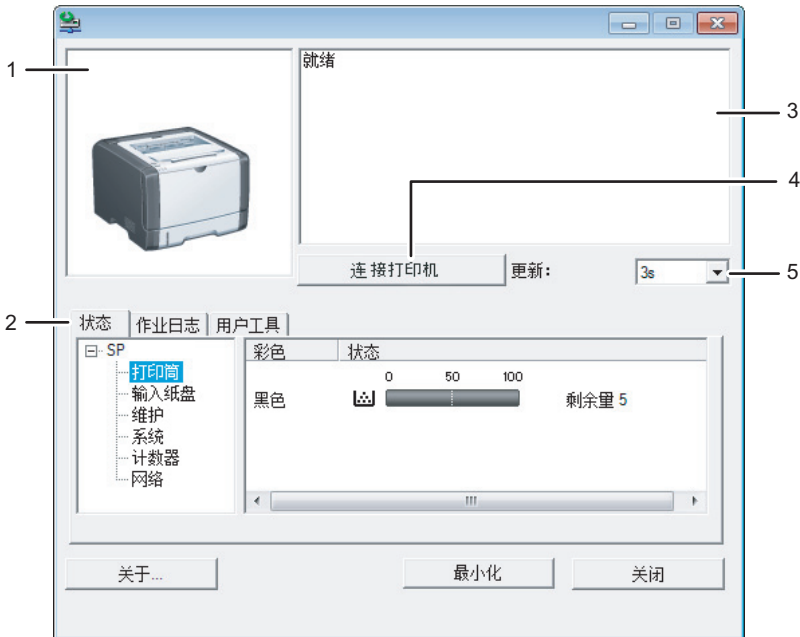 1
就绪
3
4
连接打印机 更新: 3s
5
2
状态 作业日志 用户工具
SP
打印筒
输入纸盘
维护
系统
计数器
网络
彩色 状态
0 50 100
黑色 剩余量 5
关于... 最小化 关闭